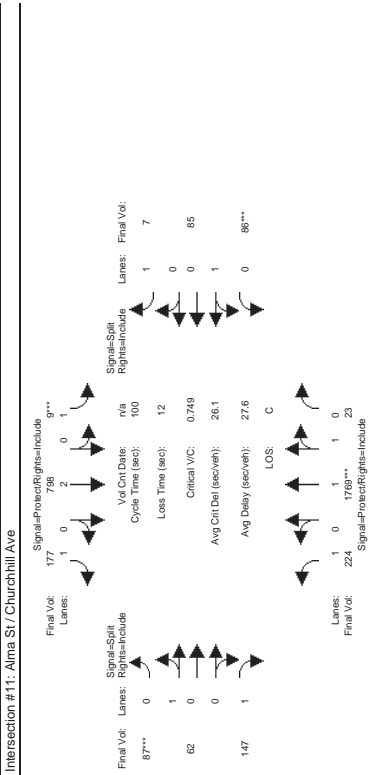 Intersection #11: Alma St / Churchhill Ave
Signal=Protect/Rights=Include
Final Vol: 177 798 9***
Lanes: 1 0 2 0 1
Signal=Split
Rights=Include
Signal=Split
Rights=Include
Final Vol: Lanes:
Lanes: Final Vol:
Vol Cnt Date: n/a
Cycle Time (sec): 100
87*** 0
1 7
Loss Time (sec): 12
1
0
62 0
Critical V/C: 0.749
0 85
Avg Crit Del (sec/veh): 26.1
0
1
147 1
Avg Delay (sec/veh): 27.6
0 86***
LOS: C
Lanes: 1 0 1 1 0
Final Vol: 224 1769*** 23
Signal=Protect/Rights=Include